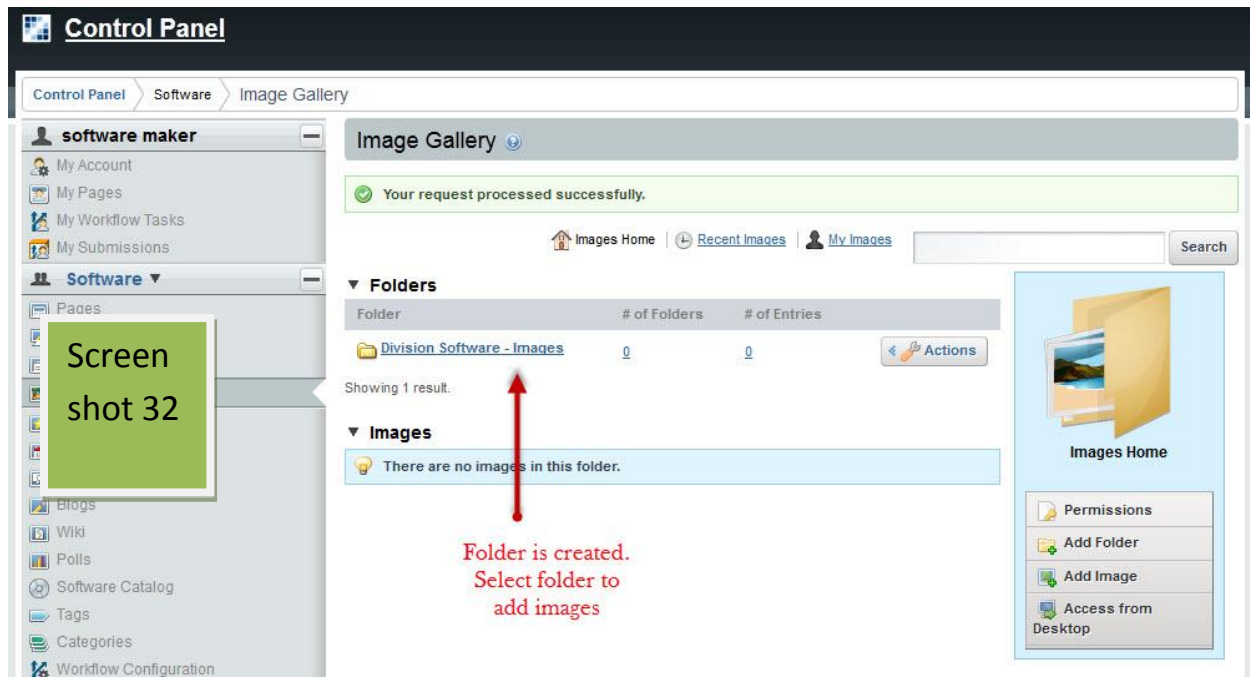 Control Panel
Control Panel Software Image Gallery
software maker
My Account
My Pages
My Workflow Tasks
My Submissions
Software ▼
Pages
Screen
shot 32
Blogs
Wiki
Polls
Software Catalog
Tags
Categories
Workflow Configuration
Image Gallery
Your request processed successfully.
Images Home | Recent Images | My Images Search
▼ Folders
Folder # of Folders # of Entries
Division Software - Images 0 0 Actions
Showing 1 result.
▼ Images
There are no images in this folder.
Folder is created.
Select folder to
add images
Images Home
Permissions
Add Folder
Add Image
Access from
Desktop